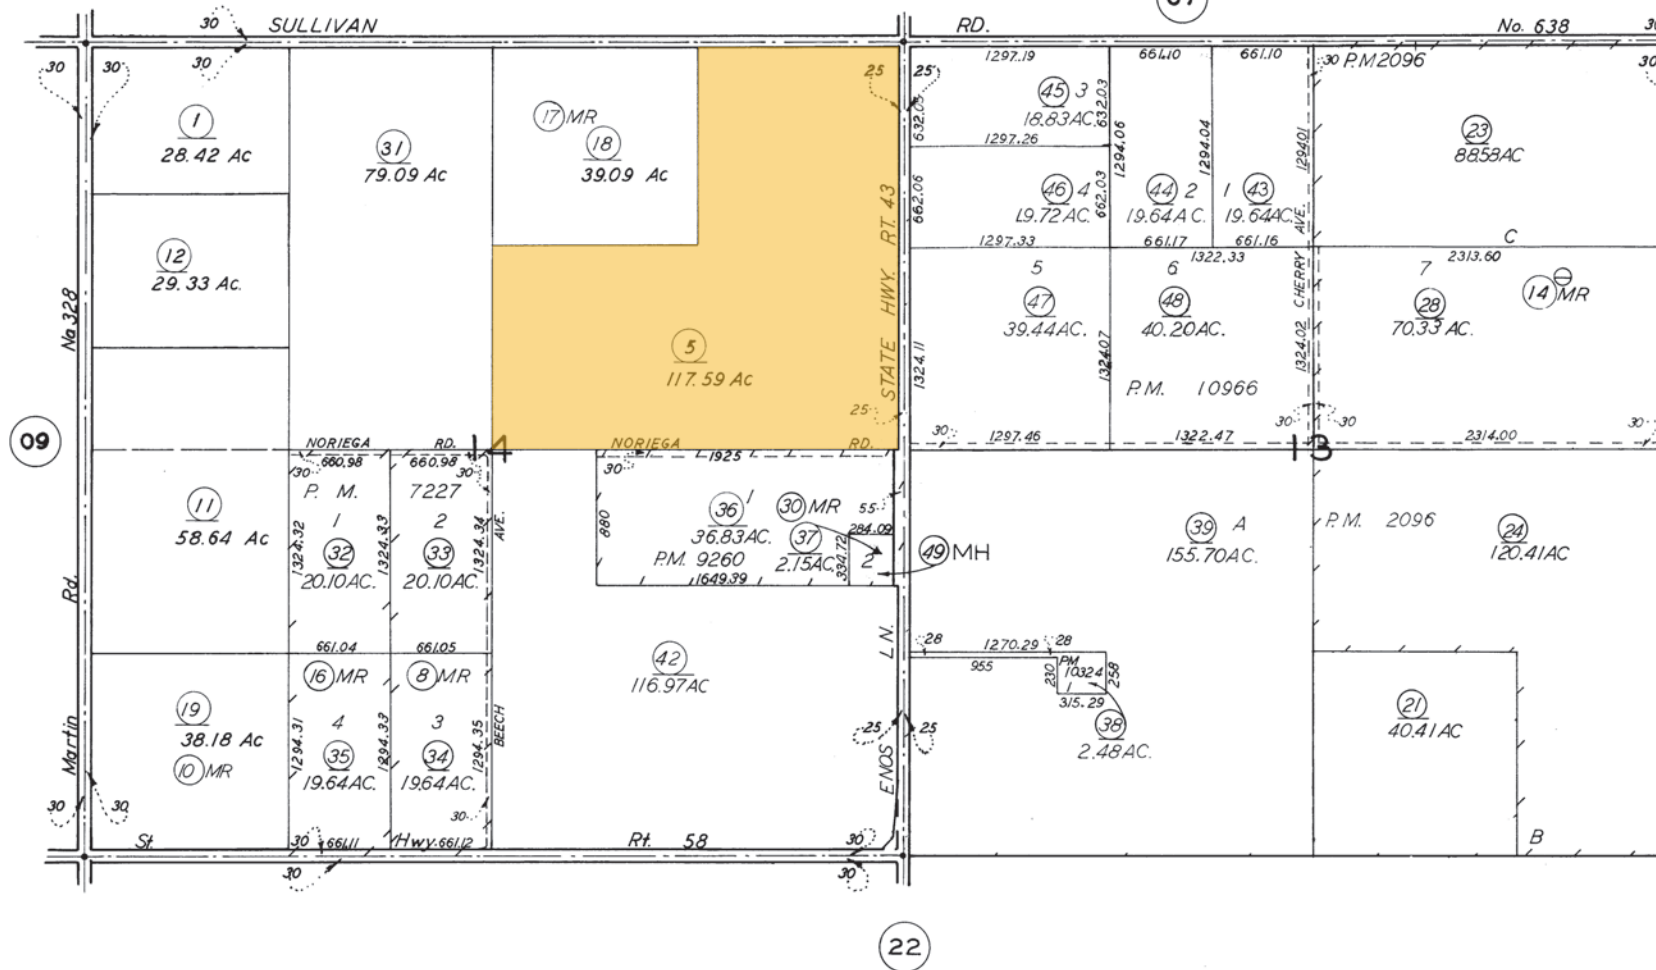 SULLIVAN RD. No. 638
30 30 30 30
30 30 30
25 25
30 P.M. 2096
1 28.42 Ac
12 29.33 Ac.
31 79.09 Ac
17 MR
18 39.09 Ac
5 117.59 Ac
STATE HWY. RT. 43
25
1297.19 661.10 661.10
45 3 18.83 AC.
632.03
1297.26
46 4 19.72 AC.
662.06 662.03
1294.06 1294.04
44 2 19.64 AC.
1 43 19.64 AC.
23 88.58 AC
C
1297.33 661.17 661.16
1322.33 2313.60
5 47 39.44 AC.
6 48 40.20 AC.
7 28 70.33 AC.
14 MR
1324.11 1324.07 1324.02
CHERRY AVE.
P.M. 10966
30 30 30 30
1297.46 1322.47 2314.00
No 328
09
14
13
NORIEGA RD. NORIEGA RD.
660.98 660.98 1925
30 30 30
P. M. 7227
11 58.64 Ac
1 32 20.10 AC.
2 33 20.10 AC.
1324.32 1324.33 1324.34
BEECH AVE.
880
36 1 36.83 AC.
P.M. 9260
30 MR
37 2.15 AC.
55
284.09
334.72 2
1649.39
49 MH
39 A 155.70 AC.
P.M. 2096
24 120.41 AC
661.04 661.05
16 MR 8 MR
19 38.18 Ac
10 MR
4 35 19.64 AC.
3 34 19.64 AC.
1294.31 1294.33 1294.35
42 116.97 AC
ENOS LN.
28 1270.29 28
955 230
PM 10324 1
258
315.29
38 2.48 AC.
21 40.41 AC
25 25
Martin Rd.
30 30
St. Hwy. Rt. 58
30 661.11 661.12 30
30
30 30
B
22